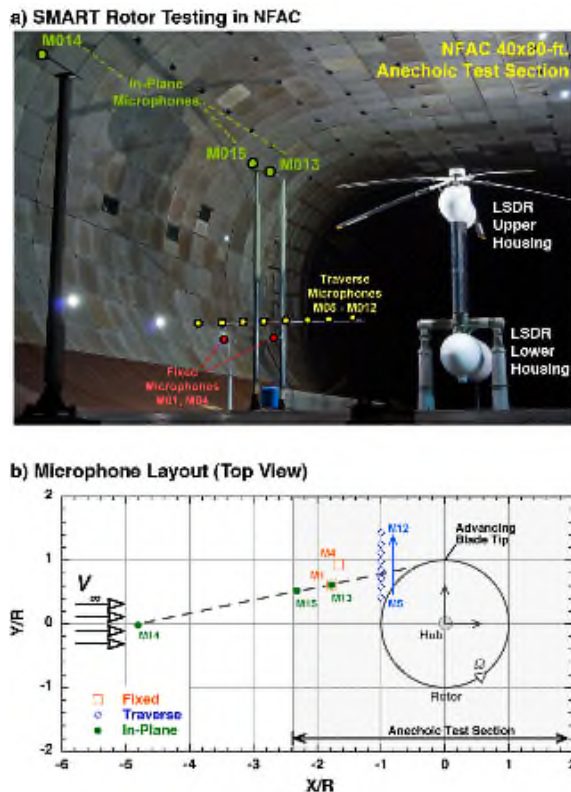 a) SMART Rotor Testing in NFAC
M014
NFAC 40x80-ft.
Anechoic Test Section
In-Plane
Microphones
M015
M013
LSDR
Upper
Housing
Traverse
Microphones
M05 - M012
LSDR
Lower
Housing
Fixed
Microphones
M01, M04
b) Microphone Layout (Top View)
2
1
0
-1
-2
Y/R
V∞
M14
M15
M13
M1
M4
M12
M5
Advancing
Blade Tip
Hub
Ω
Rotor
Fixed
Traverse
In-Plane
Anechoic Test Section
-6 -5 -4 -3 -2 -1 0 1 2
X/R